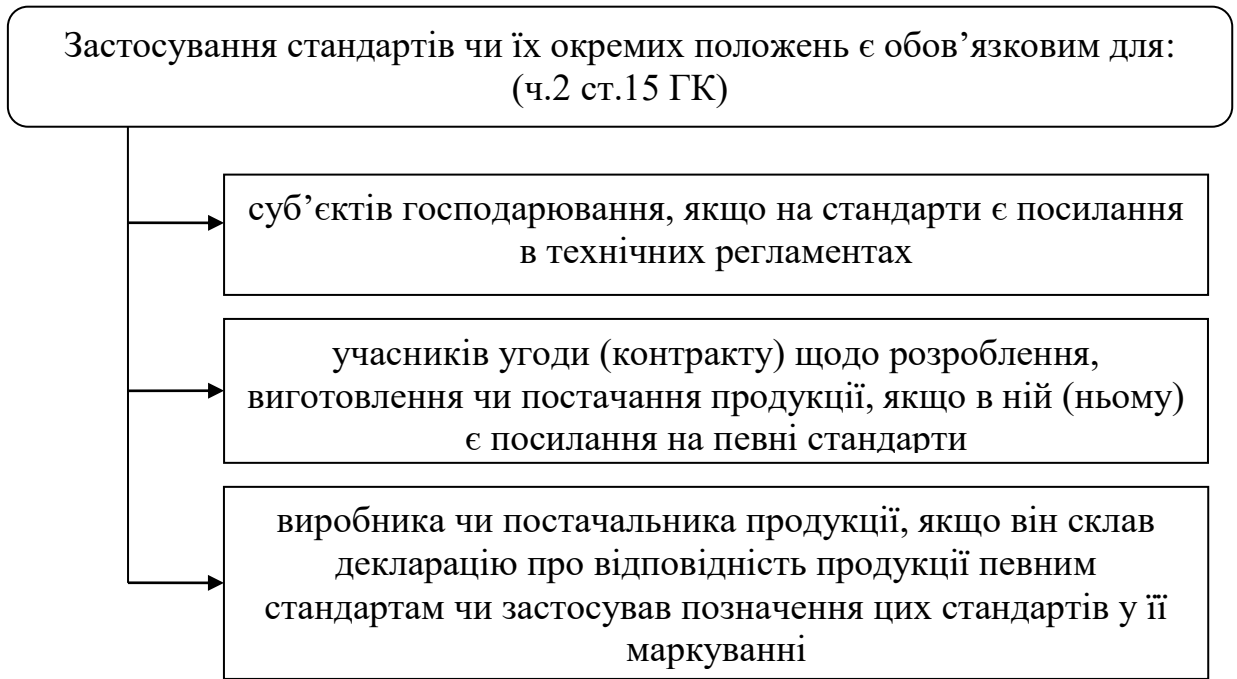 Застосування стандартів чи їх окремих положень є обов’язковим для:
(ч.2 ст.15 ГК)
суб’єктів господарювання, якщо на стандарти є посилання
в технічних регламентах
учасників угоди (контракту) щодо розроблення,
виготовлення чи постачання продукції, якщо в ній (ньому)
є посилання на певні стандарти
виробника чи постачальника продукції, якщо він склав
декларацію про відповідність продукції певним
стандартам чи застосував позначення цих стандартів у її
маркуванні